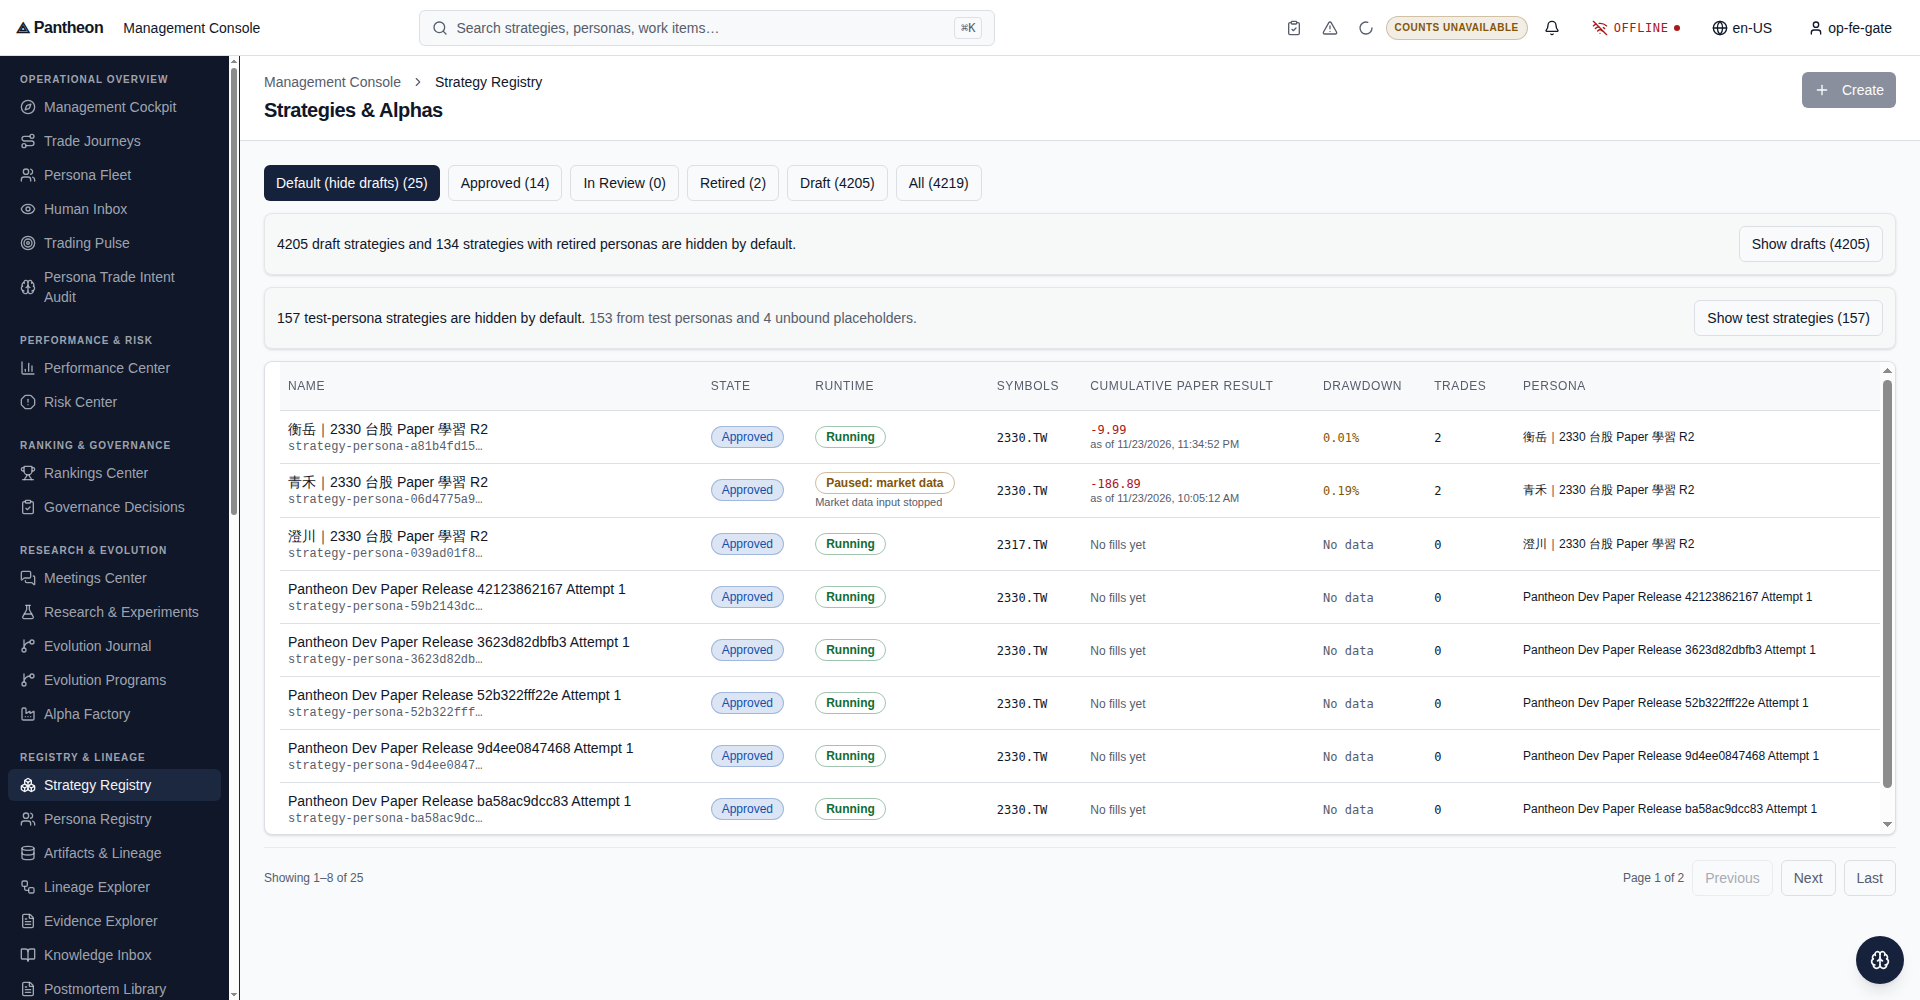 Pantheon
Management Console
Search strategies, personas, work items…
⌘K
COUNTS UNAVAILABLE
OFFLINE
en-US
op-fe-gate
OPERATIONAL OVERVIEW
Management Cockpit
Trade Journeys
Persona Fleet
Human Inbox
Trading Pulse
Persona Trade Intent
Audit
PERFORMANCE & RISK
Performance Center
Risk Center
RANKING & GOVERNANCE
Rankings Center
Governance Decisions
RESEARCH & EVOLUTION
Meetings Center
Research & Experiments
Evolution Journal
Evolution Programs
Alpha Factory
REGISTRY & LINEAGE
Strategy Registry
Persona Registry
Artifacts & Lineage
Lineage Explorer
Evidence Explorer
Knowledge Inbox
Postmortem Library
Management Console > Strategy Registry
Strategies & Alphas
Create
Default (hide drafts) (25)
Approved (14)
In Review (0)
Retired (2)
Draft (4205)
All (4219)
4205 draft strategies and 134 strategies with retired personas are hidden by default.
Show drafts (4205)
157 test-persona strategies are hidden by default. 153 from test personas and 4 unbound placeholders.
Show test strategies (157)
NAME STATE RUNTIME SYMBOLS CUMULATIVE PAPER RESULT DRAWDOWN TRADES PERSONA
衡岳｜2330 台股 Paper 學習 R2
strategy-persona-a81b4fd15…
Approved Running 2330.TW
-9.99
as of 11/23/2026, 11:34:52 PM
0.01% 2 衡岳｜2330 台股 Paper 學習 R2
青禾｜2330 台股 Paper 學習 R2
strategy-persona-06d4775a9…
Approved
Paused: market data
Market data input stopped
2330.TW
-186.89
as of 11/23/2026, 10:05:12 AM
0.19% 2 青禾｜2330 台股 Paper 學習 R2
澄川｜2330 台股 Paper 學習 R2
strategy-persona-039ad01f8…
Approved Running 2317.TW No fills yet No data 0 澄川｜2330 台股 Paper 學習 R2
Pantheon Dev Paper Release 42123862167 Attempt 1
strategy-persona-59b2143dc…
Approved Running 2330.TW No fills yet No data 0 Pantheon Dev Paper Release 42123862167 Attempt 1
Pantheon Dev Paper Release 3623d82dbfb3 Attempt 1
strategy-persona-3623d82db…
Approved Running 2330.TW No fills yet No data 0 Pantheon Dev Paper Release 3623d82dbfb3 Attempt 1
Pantheon Dev Paper Release 52b322fff22e Attempt 1
strategy-persona-52b322fff…
Approved Running 2330.TW No fills yet No data 0 Pantheon Dev Paper Release 52b322fff22e Attempt 1
Pantheon Dev Paper Release 9d4ee0847468 Attempt 1
strategy-persona-9d4ee0847…
Approved Running 2330.TW No fills yet No data 0 Pantheon Dev Paper Release 9d4ee0847468 Attempt 1
Pantheon Dev Paper Release ba58ac9dcc83 Attempt 1
strategy-persona-ba58ac9dc…
Approved Running 2330.TW No fills yet No data 0 Pantheon Dev Paper Release ba58ac9dcc83 Attempt 1
Showing 1–8 of 25
Page 1 of 2
Previous
Next
Last